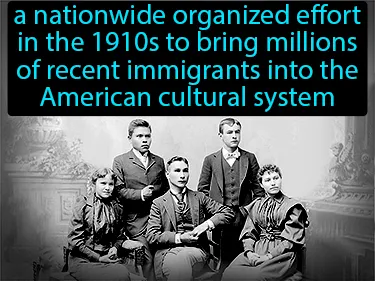 a nationwide organized effort
in the 1910s to bring millions
of recent immigrants into the
American cultural system